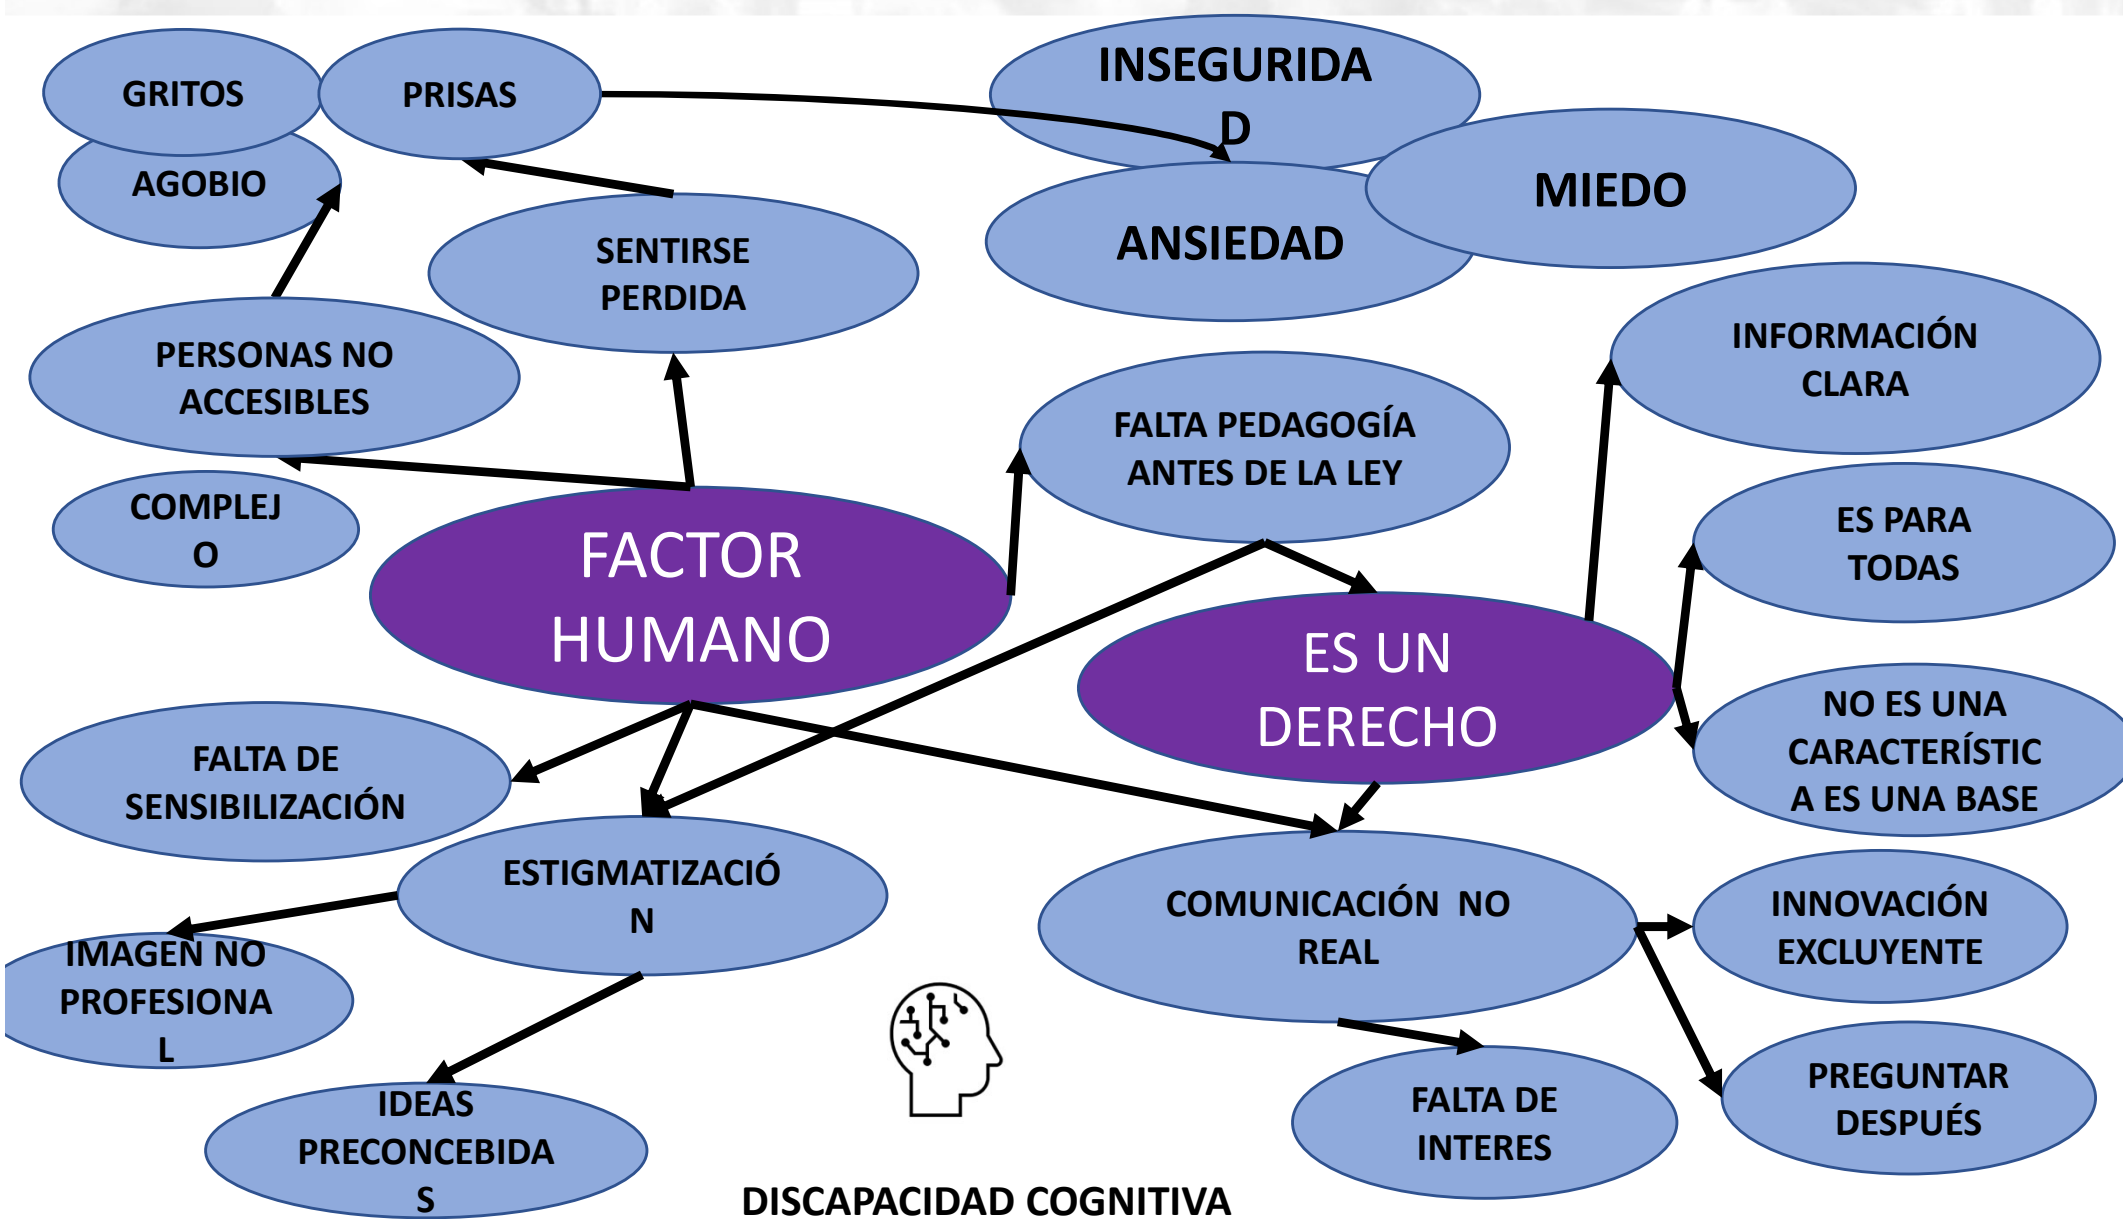 GRITOS
PRISAS
INSEGURIDA
D
AGOBIO
MIEDO
ANSIEDAD
SENTIRSE
PERDIDA
PERSONAS NO
ACCESIBLES
INFORMACIÓN
CLARA
FALTA PEDAGOGÍA
ANTES DE LA LEY
COMPLEJ
O
ES PARA
TODAS
FACTOR
HUMANO
ES UN
DERECHO
NO ES UNA
CARACTERÍSTIC
A ES UNA BASE
FALTA DE
SENSIBILIZACIÓN
ESTIGMATIZACIÓ
N
COMUNICACIÓN  NO
REAL
INNOVACIÓN
EXCLUYENTE
IMAGEN NO
PROFESIONA
L
IDEAS
PRECONCEBIDA
S
FALTA DE
INTERES
PREGUNTAR
DESPUÉS
DISCAPACIDAD COGNITIVA